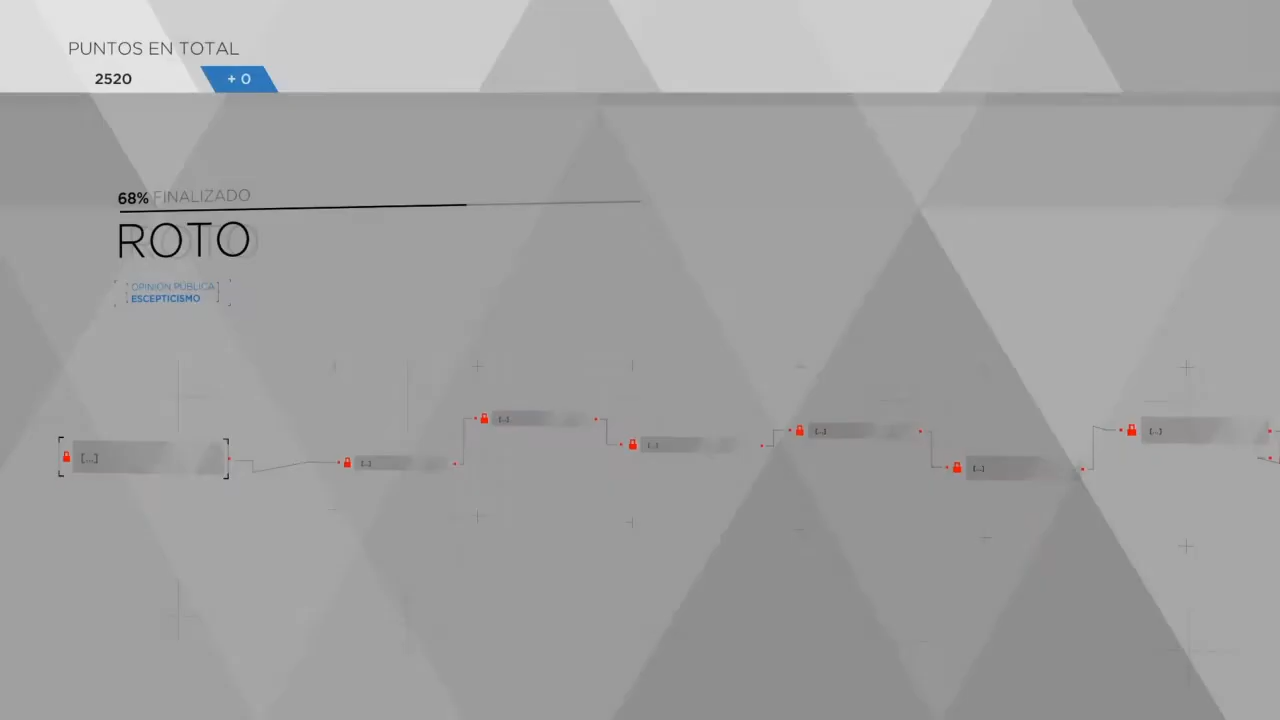 PUNTOS EN TOTAL
2520
+ 0
68% FINALIZADO
ROTO
OPINIÓN PÚBLICA
ESCEPTICISMO
[...]
[...]
[...]
[...]
[...]
[...]
[...]